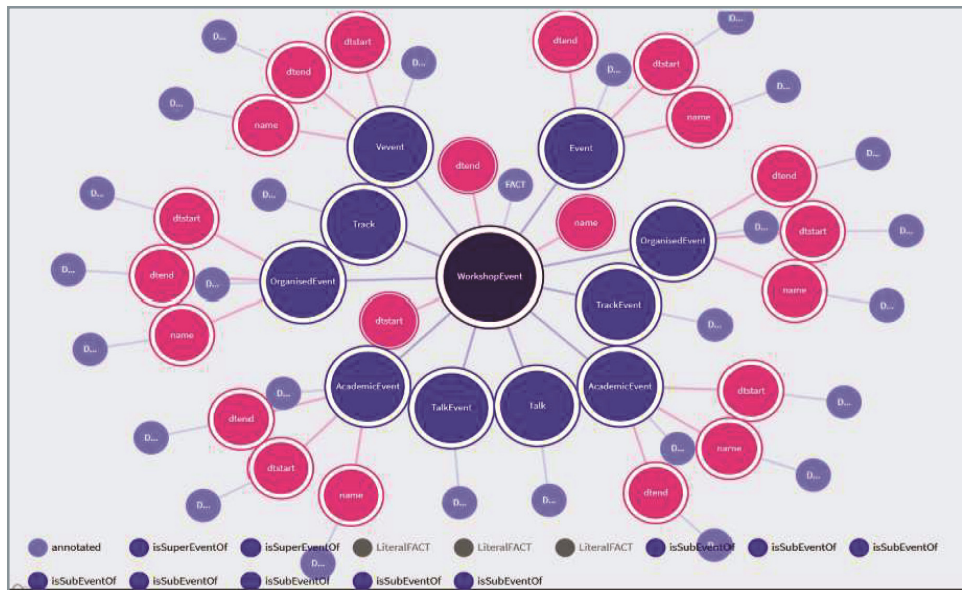 D...
dtstart
dtend
D...
D...
name
Vevent
dtend
D...
dtstart
D...
D...
name
Event
dtend
FACT
name
D...
D...
Track
dtstart
D...
dtend
D...
OrganisedEvent
name
D...
WorkshopEvent
dtend
D...
OrganisedEvent
D...
dtstart
D...
name
D...
TrackEvent
D...
dtstart
AcademicEvent
D...
dtend
D...
dtstart
D...
name
D...
TalkEvent
D...
Talk
D...
AcademicEvent
dtstart
D...
D...
name
D...
dtend
D...
annotated
isSuperEventOf
isSuperEventOf
LiteralFACT
LiteralFACT
LiteralFACT
isSubEventOf
isSubEventOf
isSubEventOf
isSubEventOf
isSubEventOf
isSubEventOf
isSubEventOf
isSubEventOf